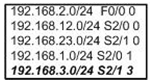 192.168.2.0/24 F0/0 0
192.168.12.0/24 S2/0 0
192.168.23.0/24 S2/1 0
192.168.1.0/24 S2/0 1
192.168.3.0/24 S2/1 3